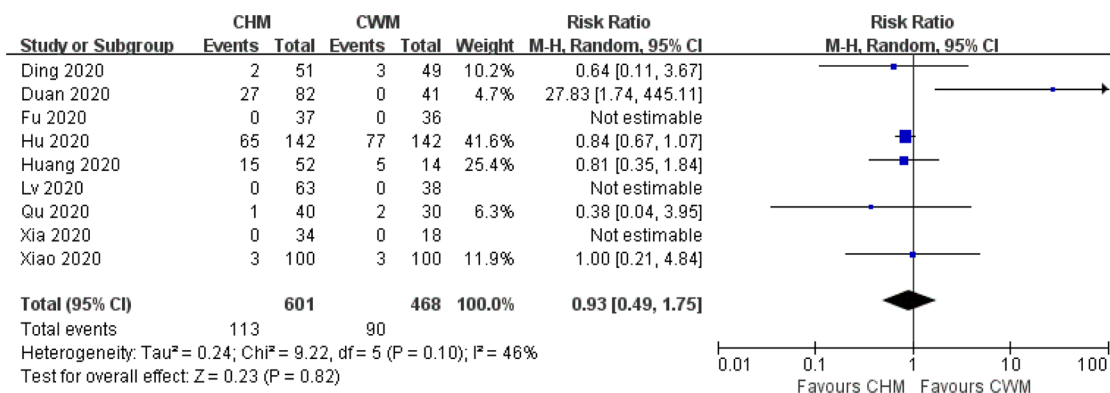 CHM CWM Risk Ratio Risk Ratio
Study or Subgroup Events Total Events Total Weight M-H, Random, 95% CI M-H, Random, 95% CI
Ding 2020 2 51 3 49 10.2% 0.64 [0.11, 3.67]
Duan 2020 27 82 0 41 4.7% 27.83 [1.74, 445.11]
Fu 2020 0 37 0 36 Not estimable
Hu 2020 65 142 77 142 41.6% 0.84 [0.67, 1.07]
Huang 2020 15 52 5 14 25.4% 0.81 [0.35, 1.84]
Lv 2020 0 63 0 38 Not estimable
Qu 2020 1 40 2 30 6.3% 0.38 [0.04, 3.95]
Xia 2020 0 34 0 18 Not estimable
Xiao 2020 3 100 3 100 11.9% 1.00 [0.21, 4.84]
Total (95% CI) 601 468 100.0% 0.93 [0.49, 1.75]
Total events 113 90
Heterogeneity: Tau² = 0.24; Chi² = 9.22, df = 5 (P = 0.10); I² = 46%
Test for overall effect: Z = 0.23 (P = 0.82)
0.01 0.1 1 10 100
Favours CHM Favours CWM